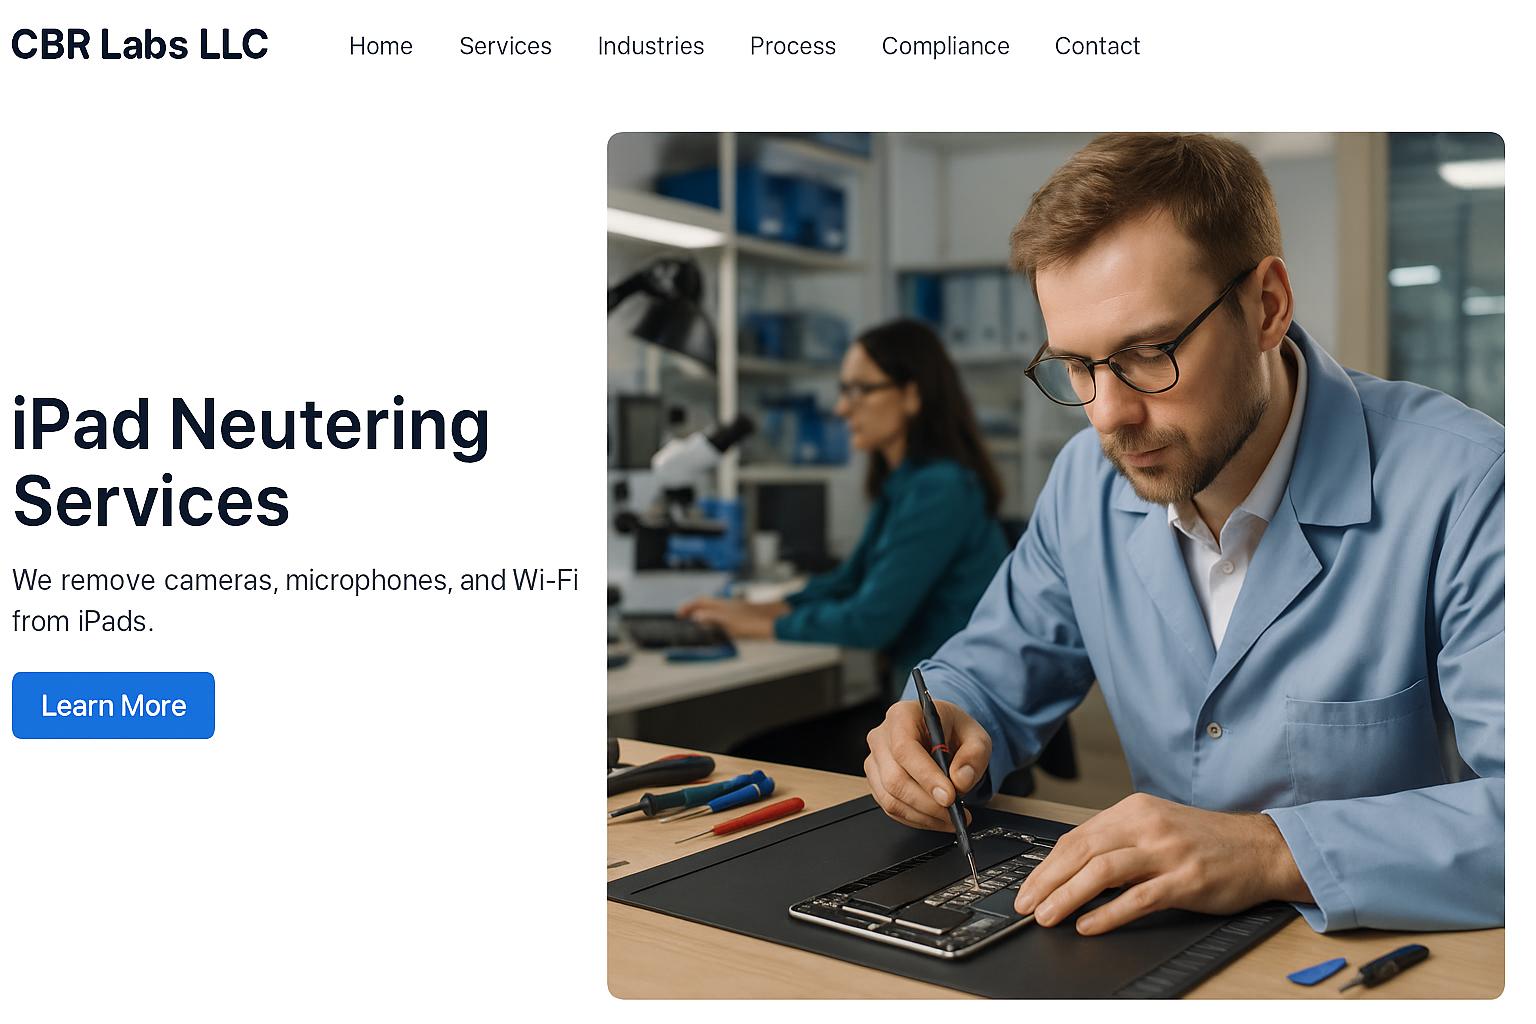 CBR Labs LLC
Home Services Industries Process Compliance Contact
iPad Neutering
Services
We remove cameras, microphones, and Wi-Fi
from iPads.
Learn More